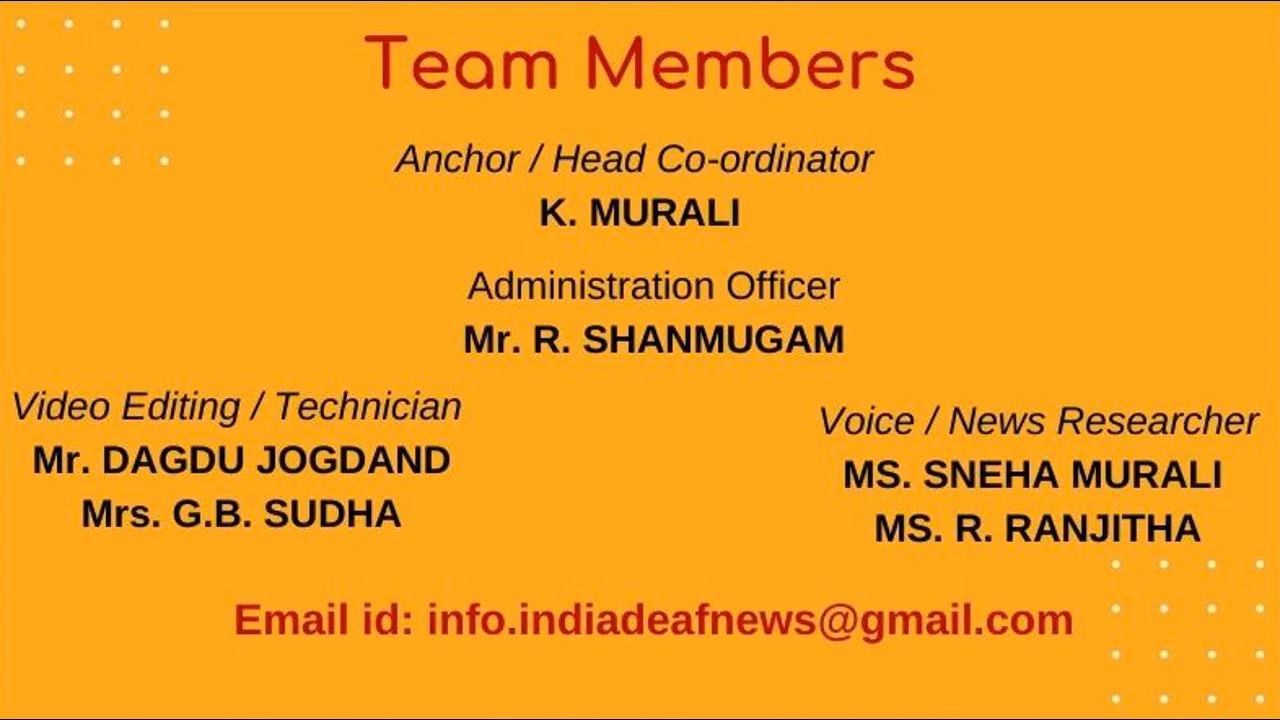 Team Members
Anchor / Head Co-ordinator
K. MURALI
Administration Officer
Mr. R. SHANMUGAM
Video Editing / Technician
Mr. DAGDU JOGDAND
Mrs. G.B. SUDHA
Voice / News Researcher
MS. SNEHA MURALI
MS. R. RANJITHA
Email id: info.indiadeafnews@gmail.com